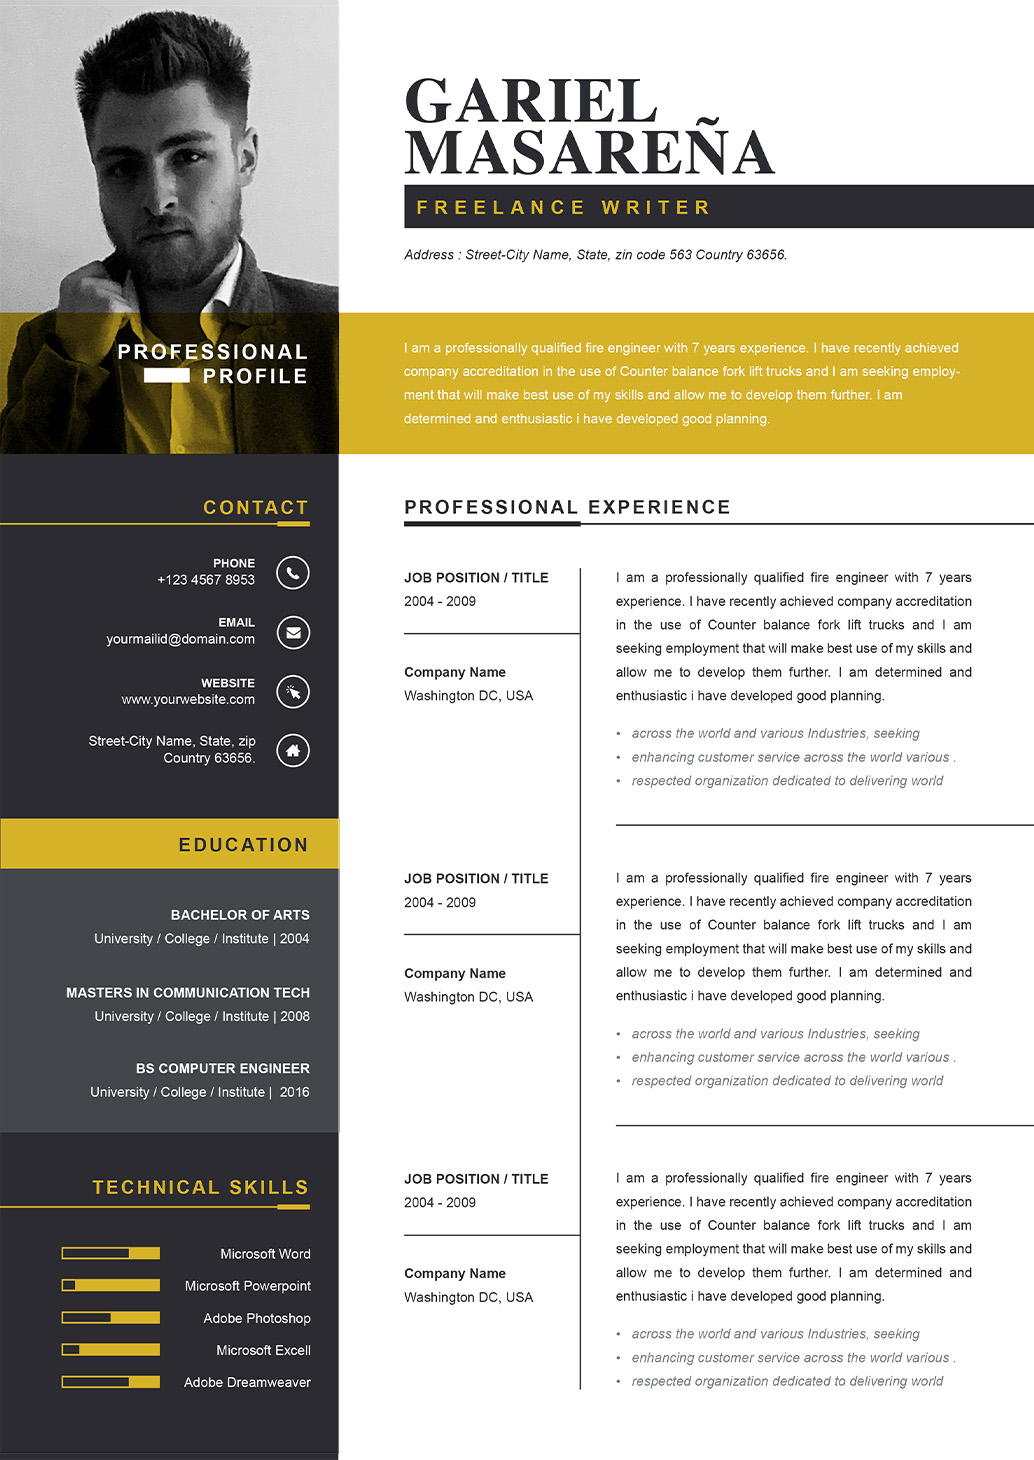 GARIEL
MASAREÑA
FREELANCE WRITER
Address : Street-City Name, State, zin code 563 Country 63656.
PROFESSIONAL
PROFILE
I am a professionally qualified fire engineer with 7 years experience. I have recently achieved
company accreditation in the use of Counter balance fork lift trucks and I am seeking employ-
ment that will make best use of my skills and allow me to develop them further. I am
determined and enthusiastic i have developed good planning.
CONTACT
PHONE
+123 4567 8953
EMAIL
yourmailid@domain.com
WEBSITE
www.yourwebsite.com
Street-City Name, State, zip
Country 63656.
EDUCATION
BACHELOR OF ARTS
University / College / Institute | 2004
MASTERS IN COMMUNICATION TECH
University / College / Institute | 2008
BS COMPUTER ENGINEER
University / College / Institute | 2016
TECHNICAL SKILLS
Microsoft Word
Microsoft Powerpoint
Adobe Photoshop
Microsoft Excell
Adobe Dreamweaver
PROFESSIONAL EXPERIENCE
JOB POSITION / TITLE
2004 - 2009
Company Name
Washington DC, USA
I am a professionally qualified fire engineer with 7 years
experience. I have recently achieved company accreditation
in the use of Counter balance fork lift trucks and I am
seeking employment that will make best use of my skills and
allow me to develop them further. I am determined and
enthusiastic i have developed good planning.
• across the world and various Industries, seeking
• enhancing customer service across the world various .
• respected organization dedicated to delivering world
JOB POSITION / TITLE
2004 - 2009
Company Name
Washington DC, USA
I am a professionally qualified fire engineer with 7 years
experience. I have recently achieved company accreditation
in the use of Counter balance fork lift trucks and I am
seeking employment that will make best use of my skills and
allow me to develop them further. I am determined and
enthusiastic i have developed good planning.
• across the world and various Industries, seeking
• enhancing customer service across the world various .
• respected organization dedicated to delivering world
JOB POSITION / TITLE
2004 - 2009
Company Name
Washington DC, USA
I am a professionally qualified fire engineer with 7 years
experience. I have recently achieved company accreditation
in the use of Counter balance fork lift trucks and I am
seeking employment that will make best use of my skills and
allow me to develop them further. I am determined and
enthusiastic i have developed good planning.
• across the world and various Industries, seeking
• enhancing customer service across the world various .
• respected organization dedicated to delivering world